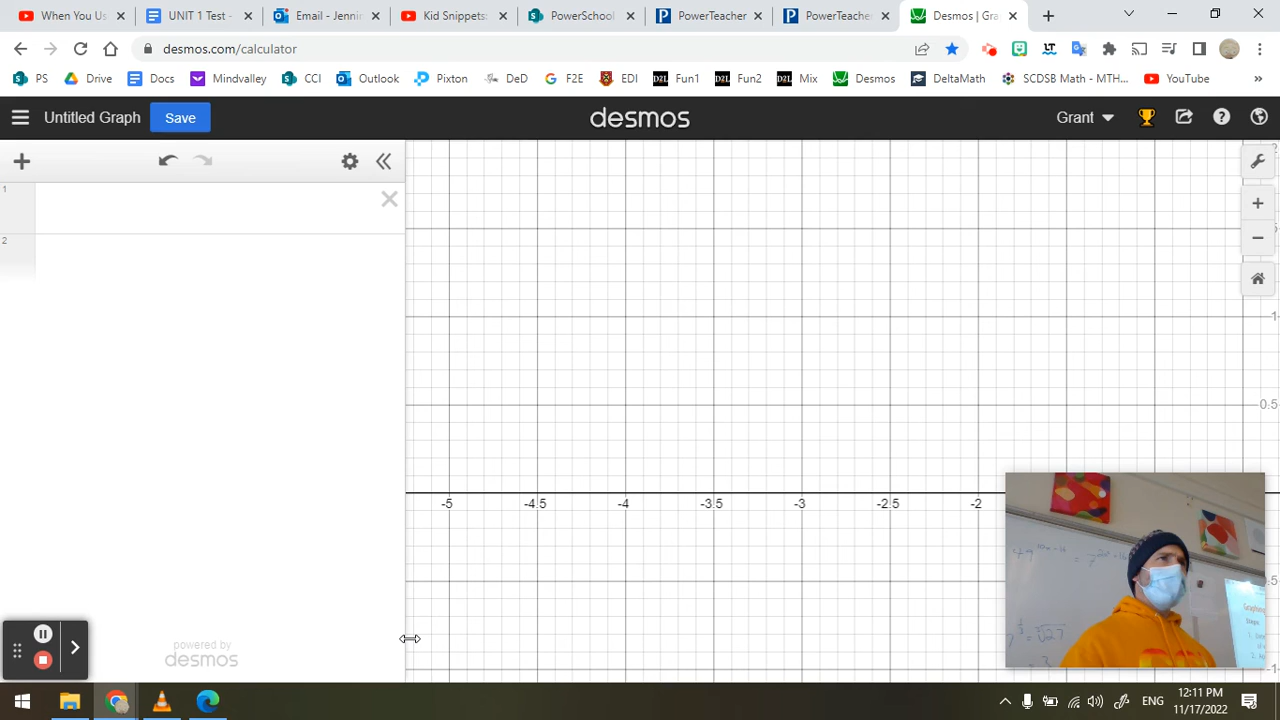 When You Us
UNIT 1 T
Email - Jennin
Kid Snippets:
PowerSchool
PowerTeacher
PowerTeacher
Desmos | Gra
desmos.com/calculator
PS
Drive
Docs
Mindvalley
CCI
Outlook
Pixton
DeD
F2E
EDI
Fun1
Fun2
Mix
Desmos
DeltaMath
SCDSB Math - MTH...
YouTube
Untitled Graph
Save
desmos
Grant
1
2
1
0.5
-5
-4.5
-4
-3.5
-3
-2.5
-2
powered by
desmos
Steps
ENG
12:11 PM
11/17/2022